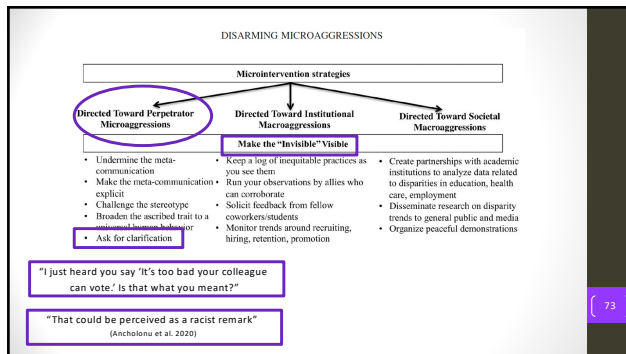 DISARMING MICROAGGRESSIONS
Microintervention strategies
Directed Toward Perpetrator
Microaggressions
Directed Toward Institutional
Macroaggressions
Directed Toward Societal
Macroaggressions
Make the "Invisible" Visible
• Undermine the meta-
communication
• Make the meta-communication
explicit
• Challenge the stereotype
• Broaden the ascribed trait to a
universal human behavior
• Ask for clarification
• Keep a log of inequitable practices as
you see them
• Run your observations by allies who
can corroborate
• Solicit feedback from fellow
coworkers/students
• Monitor trends around recruiting,
hiring, retention, promotion
• Create partnerships with academic
institutions to analyze data related
to disparities in education, health
care, employment
• Disseminate research on disparity
trends to general public and media
• Organize peaceful demonstrations
"I just heard you say 'It's too bad your colleague
can vote.' Is that what you meant?"
"That could be perceived as a racist remark"
(Ancholonu et al. 2020)
73